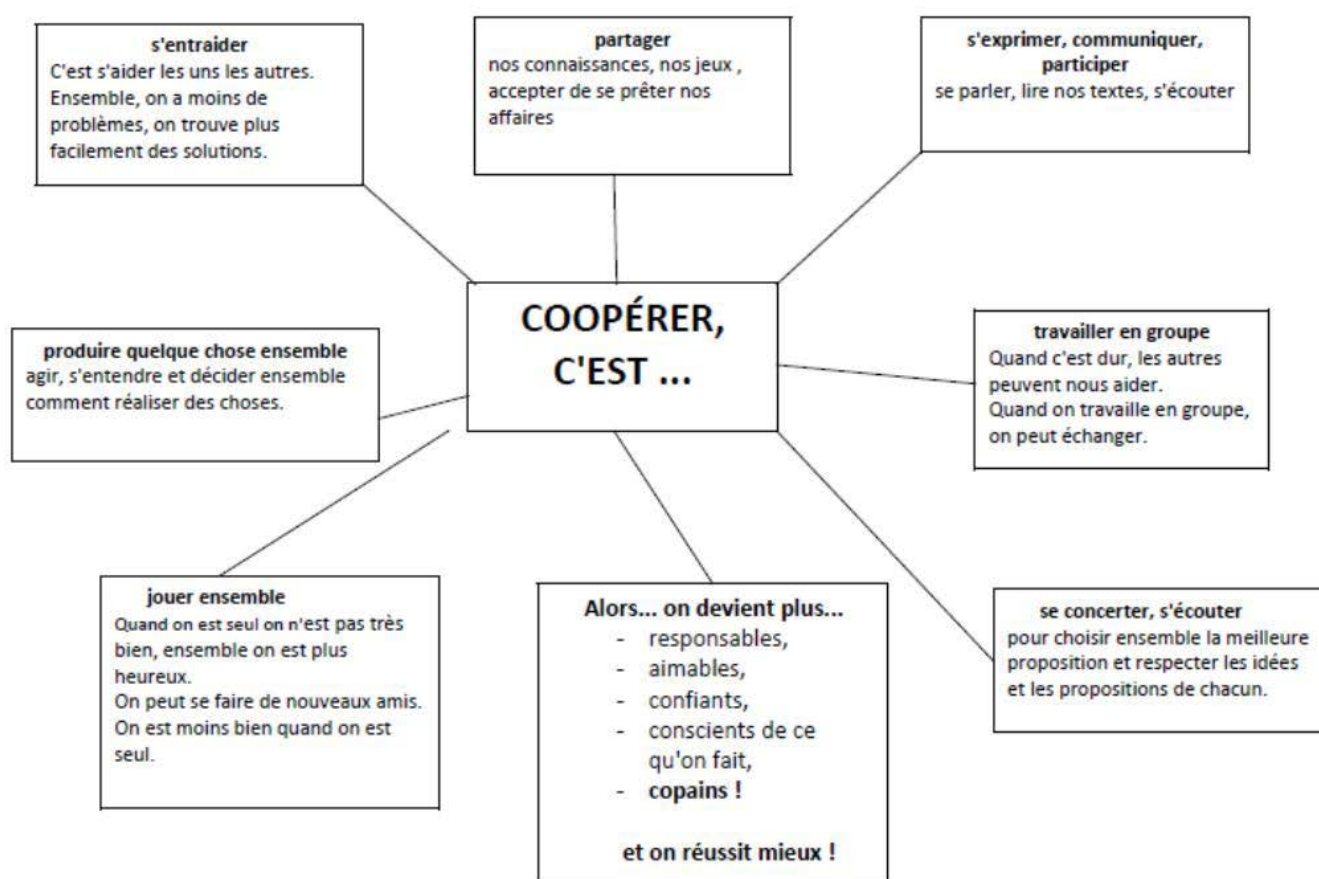 s'entraider
C'est s'aider les uns les autres.
Ensemble, on a moins de
problèmes, on trouve plus
facilement des solutions.
partager
nos connaissances, nos jeux ,
accepter de se prêter nos
affaires
s'exprimer, communiquer,
participer
se parler, lire nos textes, s'écouter
COOPÉRER,
C'EST ...
produire quelque chose ensemble
agir, s'entendre et décider ensemble
comment réaliser des choses.
travailler en groupe
Quand c'est dur, les autres
peuvent nous aider.
Quand on travaille en groupe,
on peut échanger.
jouer ensemble
Quand on est seul on n'est pas très
bien, ensemble on est plus
heureux.
On peut se faire de nouveaux amis.
On est moins bien quand on est
seul.
Alors... on devient plus...
- responsables,
- aimables,
- confiants,
- conscients de ce
qu'on fait,
- copains !
et on réussit mieux !
se concerter, s'écouter
pour choisir ensemble la meilleure
proposition et respecter les idées
et les propositions de chacun.